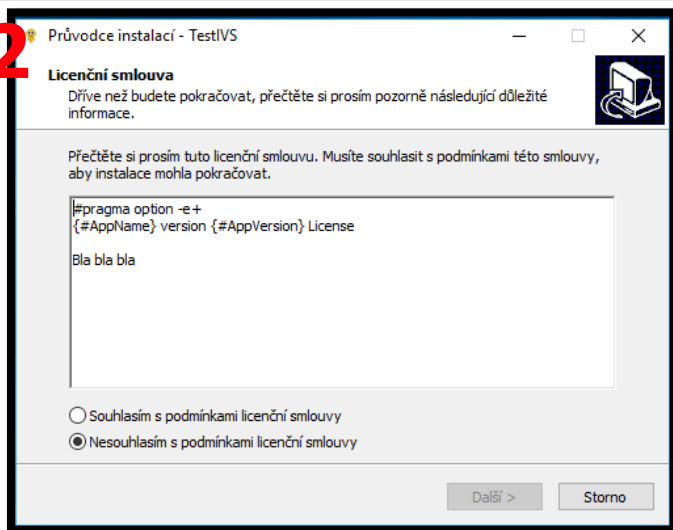 2
Průvodce instalací - TestIVS
Licenční smlouva
Dříve než budete pokračovat, přečtěte si prosím pozorně následující důležité
informace.
Přečtěte si prosím tuto licenční smlouvu. Musíte souhlasit s podmínkami této smlouvy,
aby instalace mohla pokračovat.
#pragma option -e+
{#AppName} version {#AppVersion} License
Bla bla bla
Souhlasím s podmínkami licenční smlouvy
Nesouhlasím s podmínkami licenční smlouvy
Další >
Storno